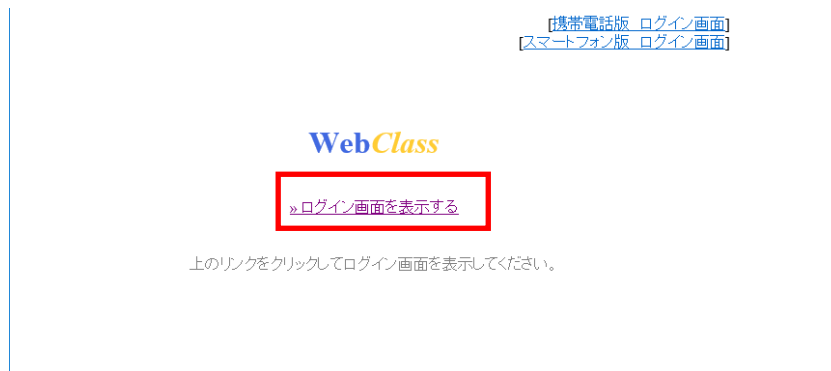 [携帯電話版 ログイン画面]
[スマートフォン版 ログイン画面]
WebClass
» ログイン画面を表示する
上のリンクをクリックしてログイン画面を表示してください。